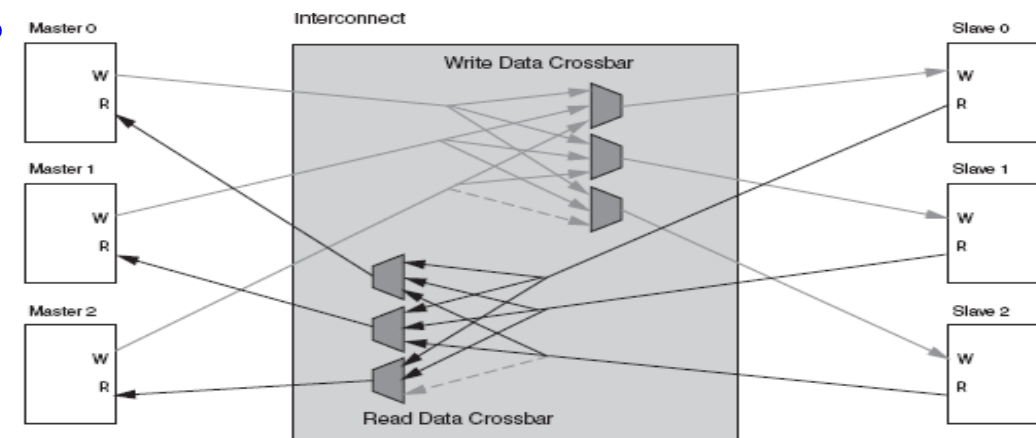 Interconnect
Master 0
Slave 0
Write Data Crossbar
W
R
W
R
Master 1
Slave 1
W
R
W
R
Master 2
Slave 2
W
R
W
R
Read Data Crossbar